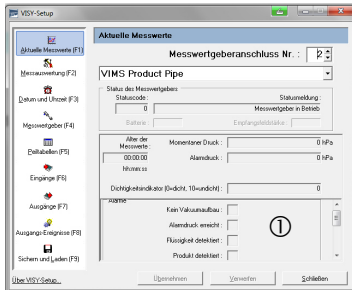 VISY-Setup
Aktuelle Messwerte (F1)
Messauswertung (F2)
Datum und Uhrzeit (F3)
Messwertgeber (F4)
Peiltabellen (F5)
Eingänge (F6)
Ausgänge (F7)
Ausgangs-Ereignisse (F8)
Sichern und Laden (F9)
Über VISY-Setup...
Aktuelle Messwerte
Messwertgeberanschluss Nr. : 2
VIMS Product Pipe
Status des Messwertgebers
Statuscode : Statusmeldung :
0 Messwertgeber in Betrieb
Batterie : Empfangsfeldstärke :
Alter der Messwerte : Momentaner Druck : 0 hPa
00:00:00 Alarmdruck : 0 hPa
hh:mm:ss
Dichtigkeitsindikator (0=dicht, 10=undicht) : 0
Alarme
Kein Vakuumaufbau :
Alarmdruck erreicht :
Flüssigkeit detektiert :
Produkt detektiert :
①
Übernehmen Verwerfen Schließen